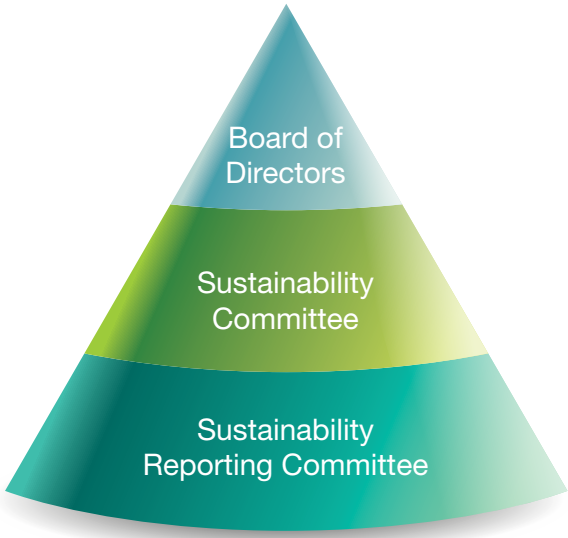 Board of
Directors
Sustainability
Committee
Sustainability
Reporting Committee